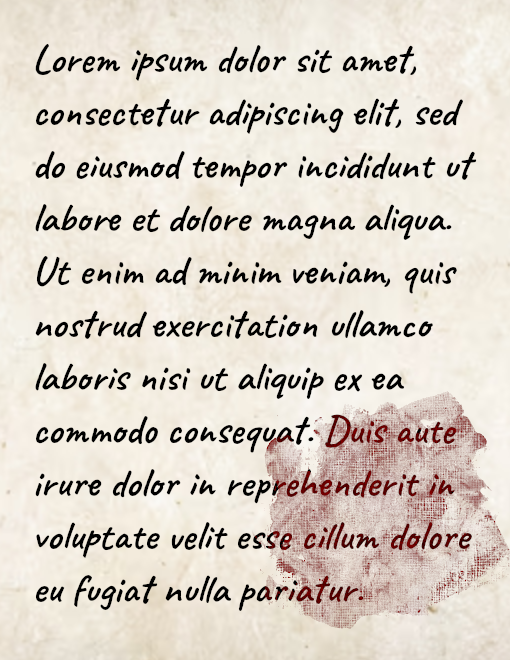 Lorem ipsum dolor sit amet,
consectetur adipiscing elit, sed
do eiusmod tempor incididunt ut
labore et dolore magna aliqua.
Ut enim ad minim veniam, quis
nostrud exercitation ullamco
laboris nisi ut aliquip ex ea
commodo consequat. Duis aute
irure dolor in reprehenderit in
voluptate velit esse cillum dolore
eu fugiat nulla pariatur.